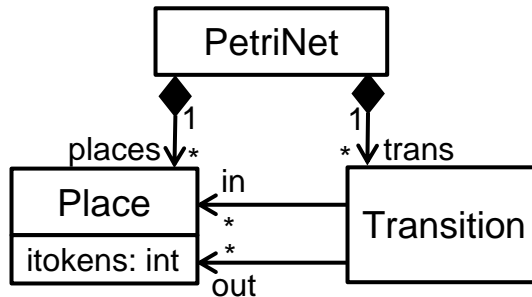 PetriNet
1 1
places * * trans
Place in Transition
*
itokens: int *
out